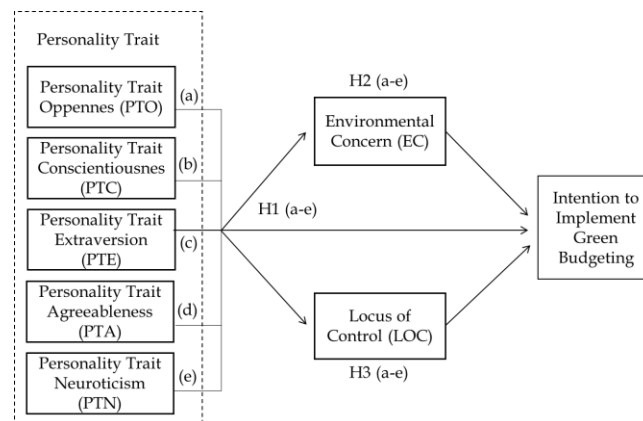 Personality Trait
Personality Trait
Oppennes (PTO)
(a)
Personality Trait
Conscientiousnes
(PTC)
(b)
Personality Trait
Extraversion
(PTE)
(c)
Personality Trait
Agreeableness
(PTA)
(d)
Personality Trait
Neuroticism
(PTN)
(e)
H2 (a-e)
Environmental
Concern (EC)
H1 (a-e)
Locus of
Control (LOC)
H3 (a-e)
Intention to
Implement
Green
Budgeting